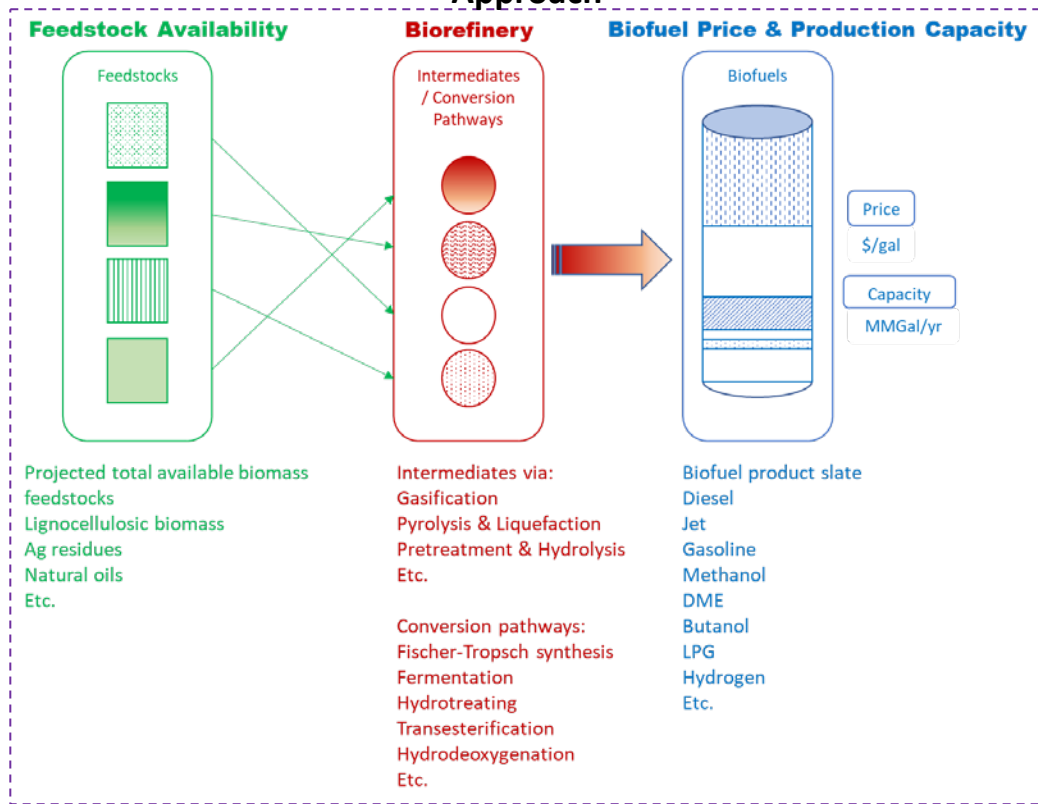 Approach
Feedstock Availability
Biorefinery
Biofuel Price & Production Capacity
Feedstocks
Intermediates
/ Conversion
Pathways
Biofuels
Price
$/gal
Capacity
MMGal/yr
Projected total available biomass
feedstocks
Lignocellulosic biomass
Ag residues
Natural oils
Etc.
Intermediates via:
Gasification
Pyrolysis & Liquefaction
Pretreatment & Hydrolysis
Etc.
Conversion pathways:
Fischer-Tropsch synthesis
Fermentation
Hydrotreating
Transesterification
Hydrodeoxygenation
Etc.
Biofuel product slate
Diesel
Jet
Gasoline
Methanol
DME
Butanol
LPG
Hydrogen
Etc.